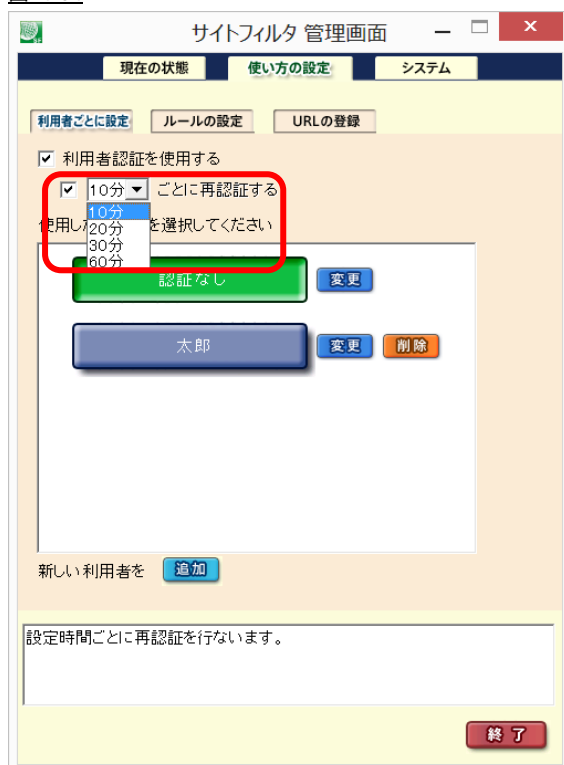 サイトフィルタ 管理画面
現在の状態 使い方の設定 システム
利用者ごとに設定 ルールの設定 URLの登録
利用者認証を使用する
10分 ごとに再認証する
10分
20分
30分
60分
使用し を選択してください
認証なし 変更
太郎 変更 削除
新しい利用者を 追加
設定時間ごとに再認証を行ないます。
終了